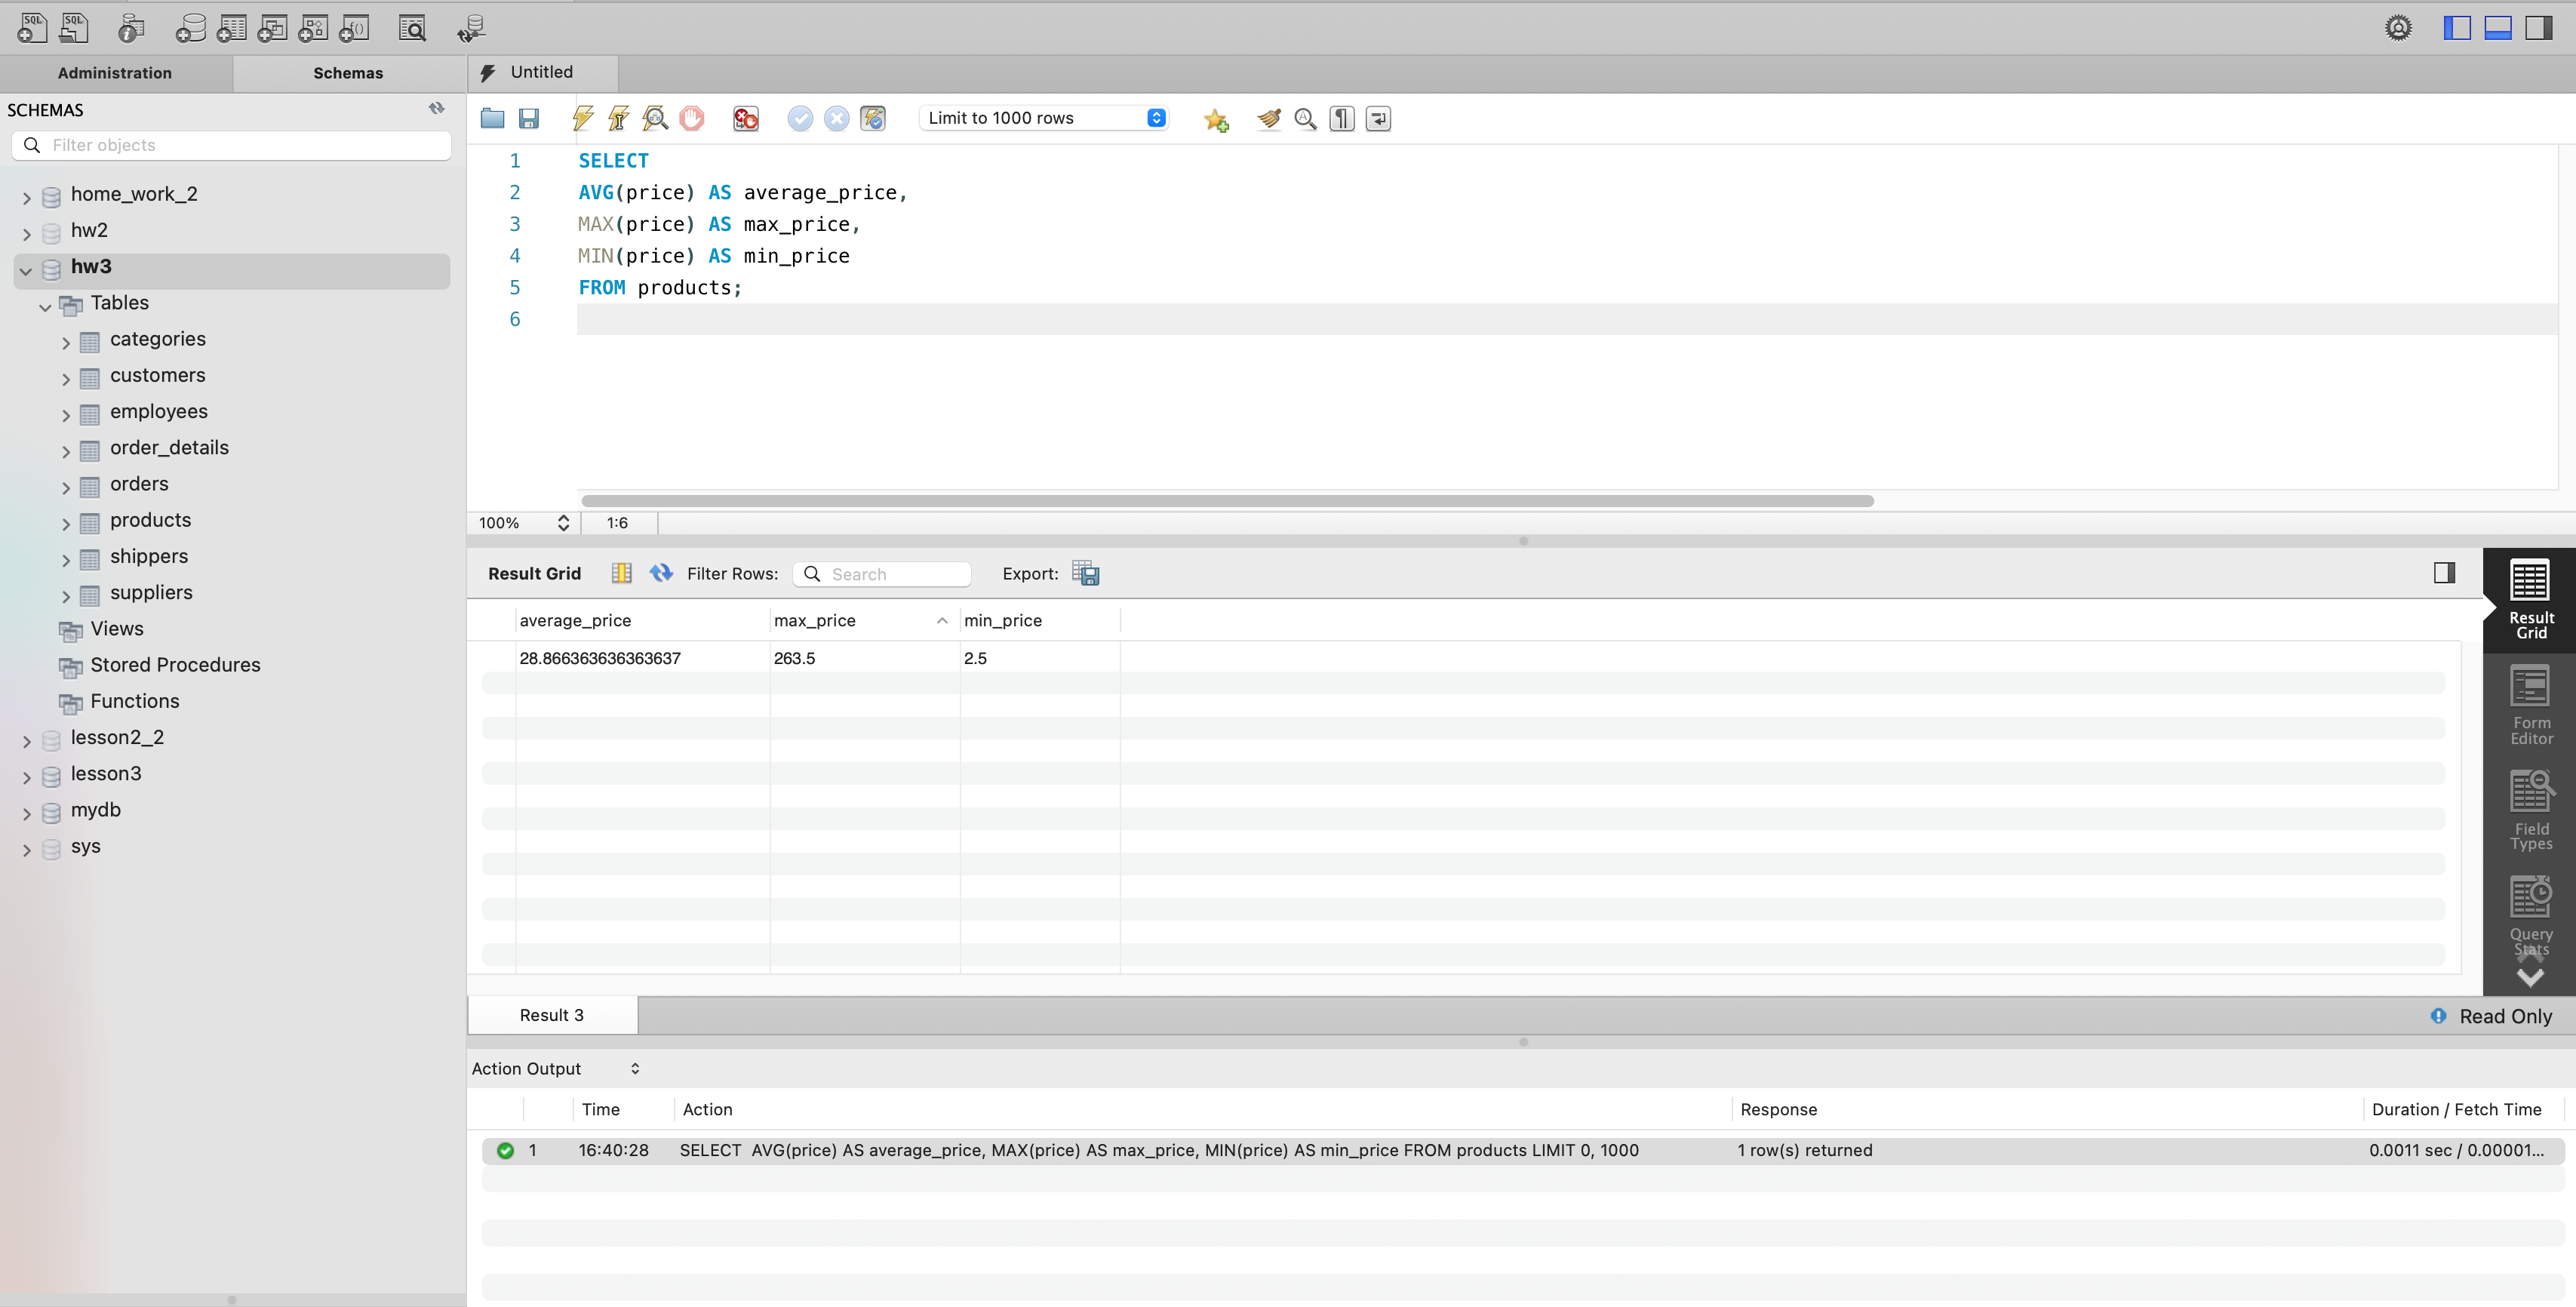 SQL SQL
Administration Schemas Untitled
SCHEMAS
Filter objects
home_work_2
hw2
hw3
Tables
categories
customers
employees
order_details
orders
products
shippers
suppliers
Views
Stored Procedures
Functions
lesson2_2
lesson3
mydb
sys
Limit to 1000 rows
1 SELECT
2 AVG(price) AS average_price,
3 MAX(price) AS max_price,
4 MIN(price) AS min_price
5 FROM products;
6
100% 1:6
Result Grid Filter Rows: Search Export:
average_price max_price min_price
28.866363636363637 263.5 2.5
Result
Grid
Form
Editor
Field
Types
Query
Stats
Result 3 Read Only
Action Output
Time Action Response Duration / Fetch Time
1 16:40:28 SELECT AVG(price) AS average_price, MAX(price) AS max_price, MIN(price) AS min_price FROM products LIMIT 0, 1000 1 row(s) returned 0.0011 sec / 0.00001...